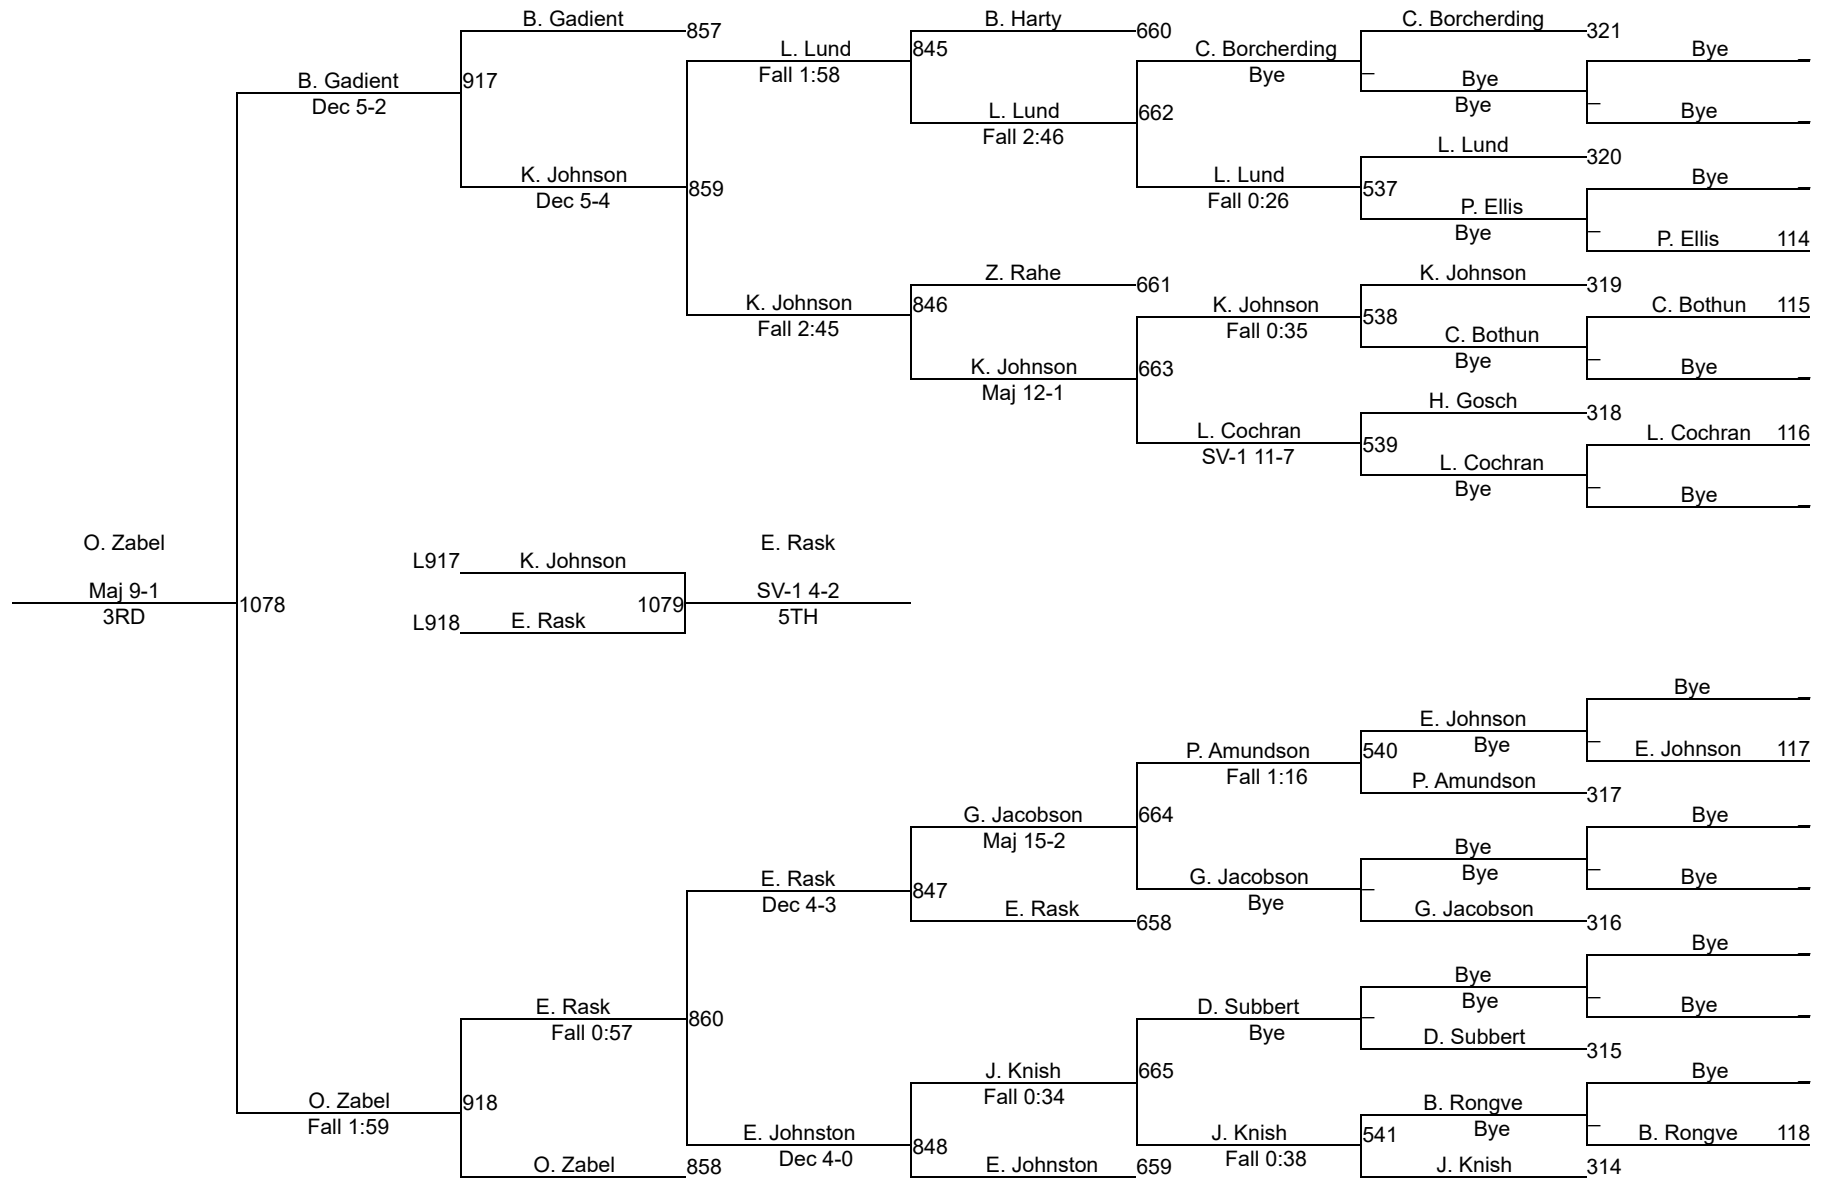 B. Gadient 857
B. Harty 660
C. Borcherding 321
L. Lund 845
C. Borcherding
Bye _
Fall 1:58
Bye
_
Bye
B. Gadient 917
Bye
Dec 5-2
L. Lund 662
_
Bye _
Fall 2:46
L. Lund 320
K. Johnson 859
L. Lund 537
Bye _
Dec 5-4
Fall 0:26
P. Ellis
Bye
_
P. Ellis 114
Z. Rahe 661
K. Johnson 319
K. Johnson 846
K. Johnson 538
C. Bothun 115
Fall 2:45
Fall 0:35
C. Bothun
Bye
_
K. Johnson 663
Bye _
Maj 12-1
H. Gosch 318
L. Cochran 539
L. Cochran 116
SV-1 11-7
L. Cochran
Bye
_
Bye _
O. Zabel
E. Rask
L917 K. Johnson
Maj 9-1 1078
SV-1 4-2
1079
3RD
5TH
L918 E. Rask
Bye _
E. Johnson
Bye
_
P. Amundson 540
E. Johnson 117
Fall 1:16
P. Amundson 317
G. Jacobson 664
Bye _
Maj 15-2
Bye
Bye
_
E. Rask 847
G. Jacobson
_
Bye _
Dec 4-3
Bye
E. Rask 658
G. Jacobson 316
Bye _
Bye
Bye
_
E. Rask 860
D. Subbert
_
Bye _
Fall 0:57
Bye
D. Subbert 315
J. Knish 665
Bye _
Fall 0:34
O. Zabel 918
B. Rongve
Fall 1:59
Bye
_
E. Johnston 848
J. Knish 541
B. Rongve 118
Dec 4-0
Fall 0:38
O. Zabel 858
E. Johnston 659
J. Knish 314